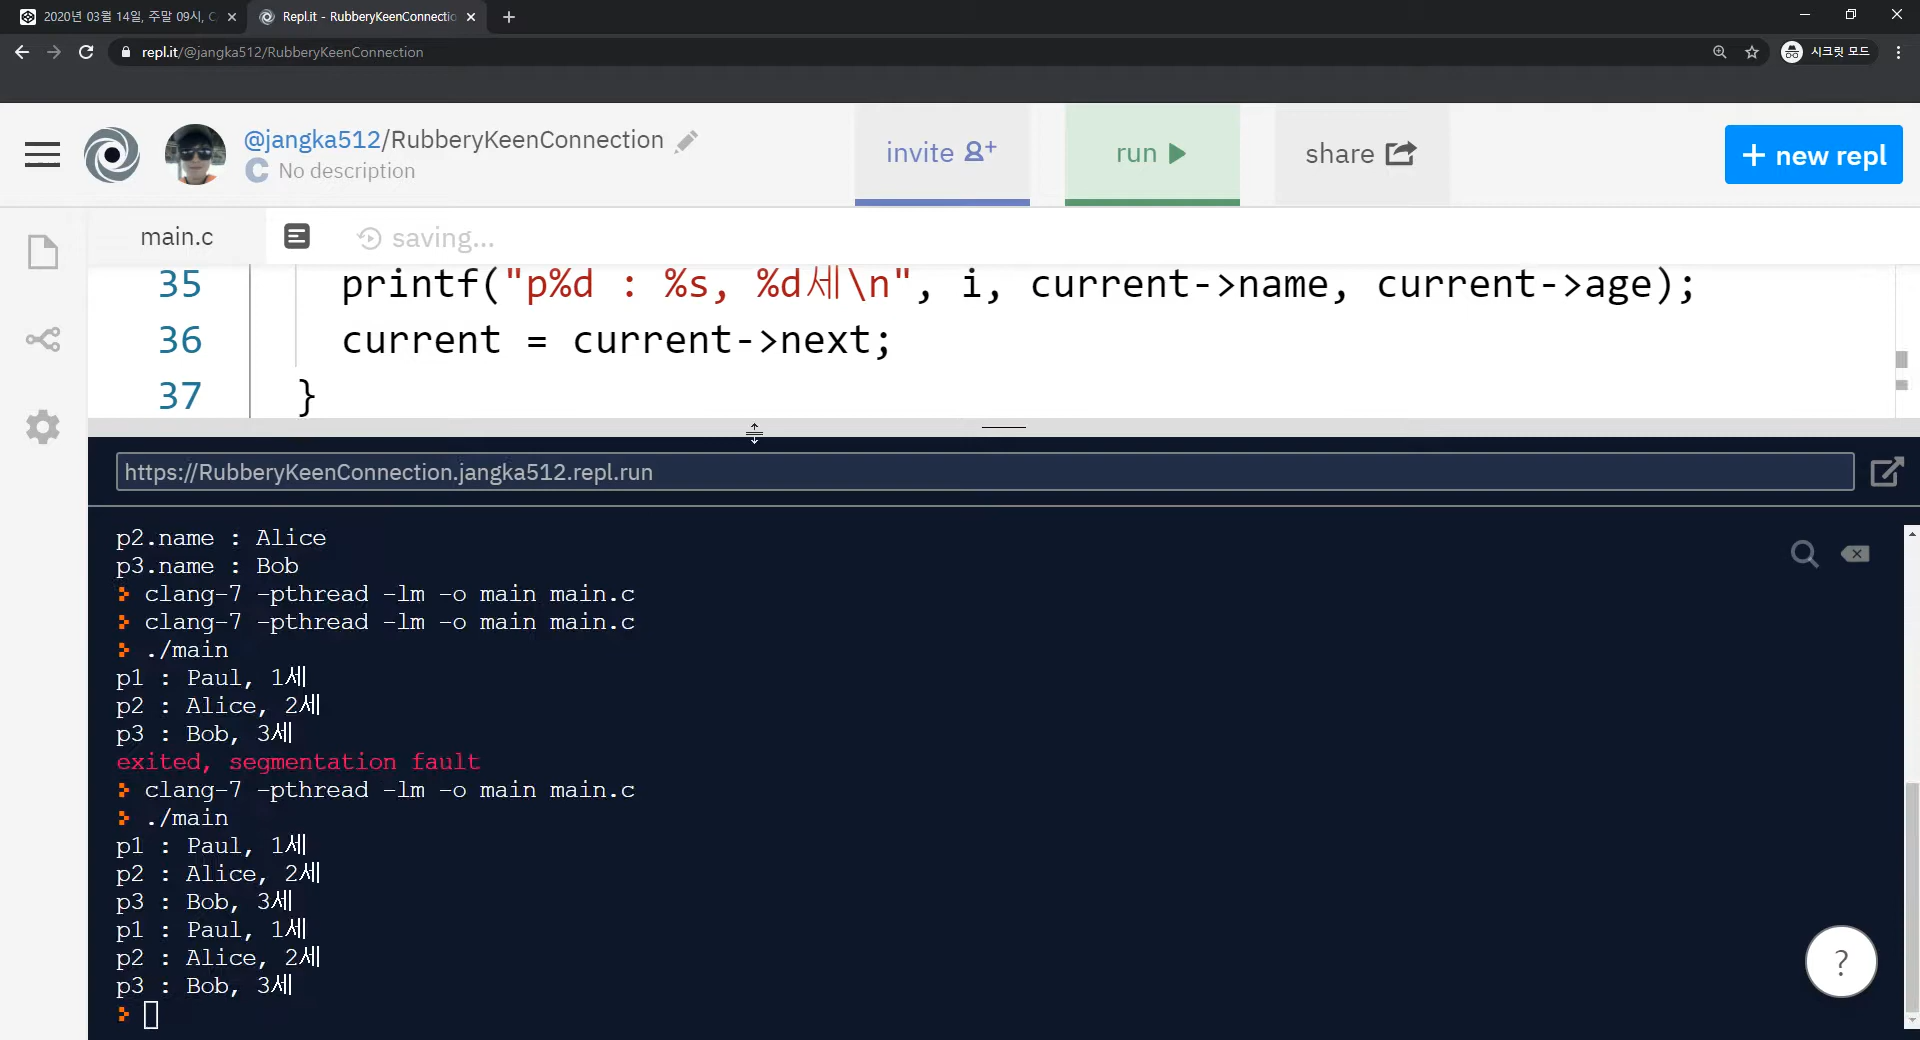 2020년 03월 14일, 주말 09시, C
Repl.it - RubberyKeenConnectio
repl.it/@jangka512/RubberyKeenConnection
시크릿 모드
@jangka512/RubberyKeenConnection
C No description
invite
run
share
+ new repl
main.c
saving...
35 printf("p%d : %s, %d세\n", i, current->name, current->age);
36 current = current->next;
37 }
https://RubberyKeenConnection.jangka512.repl.run
p2.name : Alice
p3.name : Bob
clang-7 -pthread -lm -o main main.c
clang-7 -pthread -lm -o main main.c
./main
p1 : Paul, 1세
p2 : Alice, 2세
p3 : Bob, 3세
exited, segmentation fault
clang-7 -pthread -lm -o main main.c
./main
p1 : Paul, 1세
p2 : Alice, 2세
p3 : Bob, 3세
p1 : Paul, 1세
p2 : Alice, 2세
p3 : Bob, 3세
?